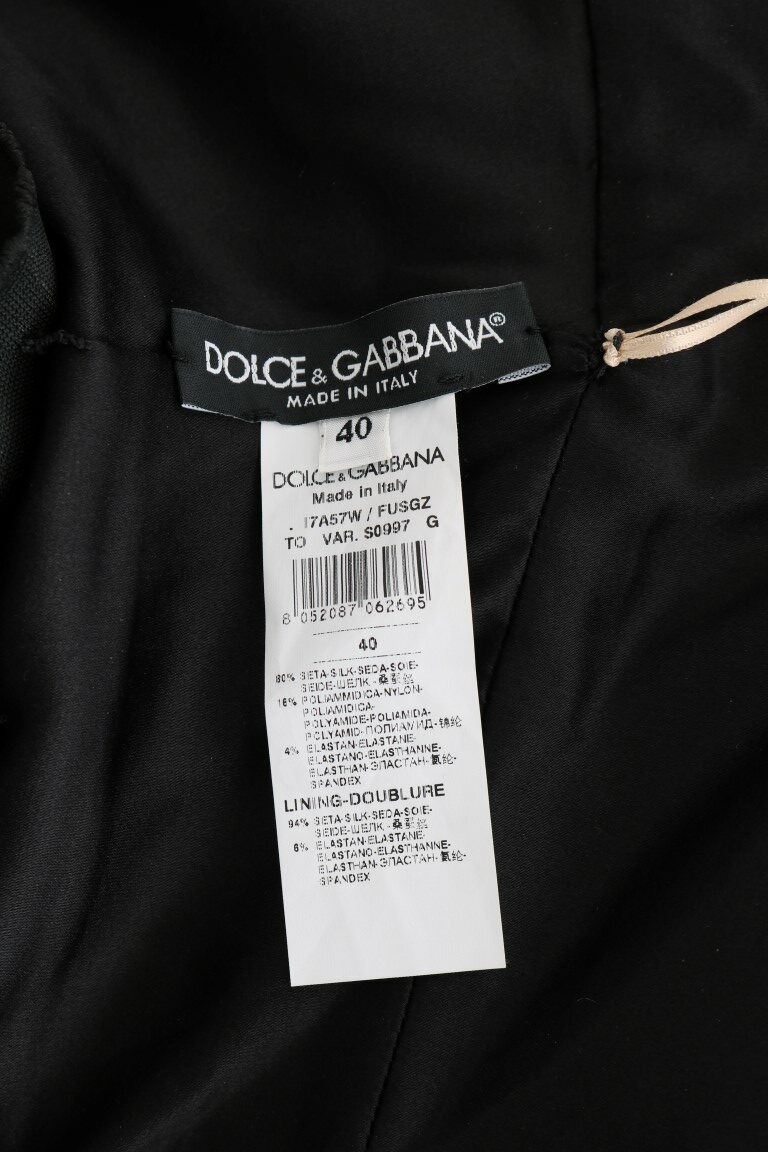 DOLCE & GABBANA®
MADE IN ITALY
40
DOLCE & GABBANA
Made in Italy
I7A57W / FUSGZ
TO VAR. S0997 G
8 052087 062695
40
80% SETA-SILK-SEDA-SOIE-
SEIDE-ШЕЛК-桑蚕丝
16% POLIAMMIDICA-NYLON-
POLIAMIDICA-
POLYAMIDE-POLIAMIDA-
POLYAMID-ПОЛИАМИД-锦纶
4% ELASTAN-ELASTANE-
ELASTANO-ELASTHANNE-
ELASTHAN-ЭЛАСТАН-氨纶-
SPANDEX
LINING-DOUBLURE
94% SETA-SILK-SEDA-SOIE-
SEIDE-ШЕЛК-桑蚕丝
6% ELASTAN-ELASTANE-
ELASTANO-ELASTHANNE-
ELASTHAN-ЭЛАСТАН-氨纶-
SPANDEX